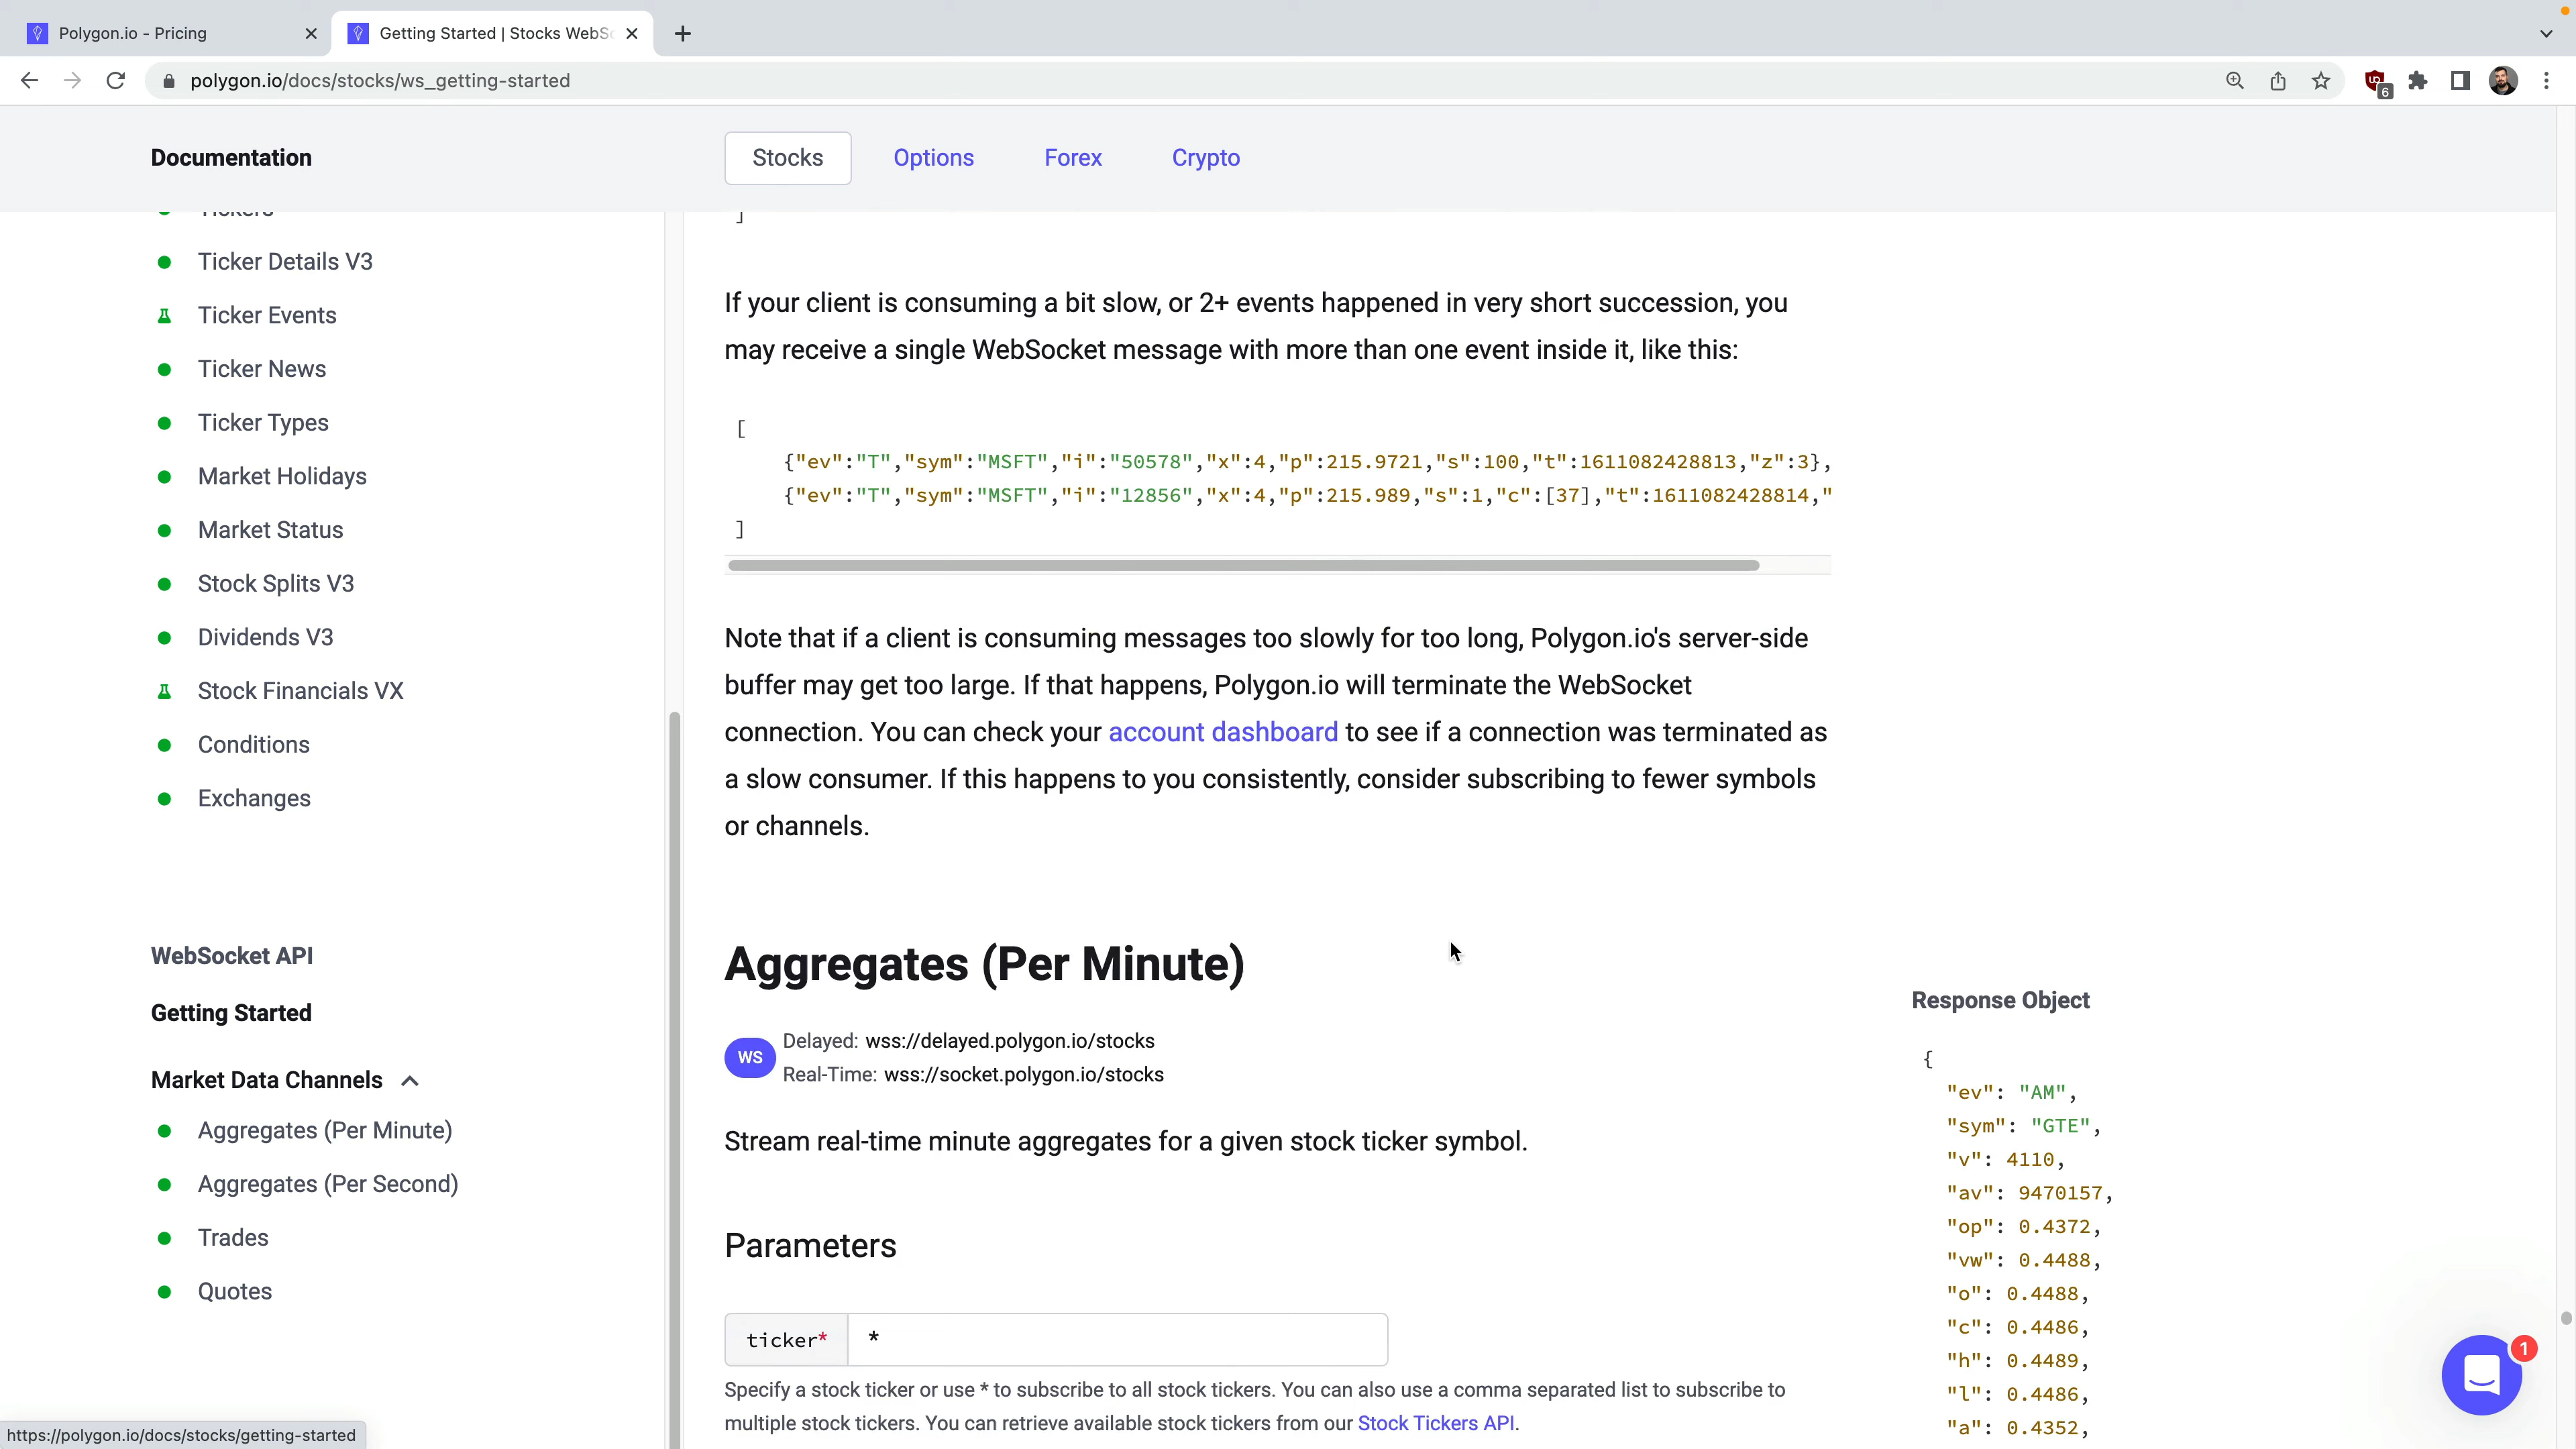 Polygon.io - Pricing
Getting Started | Stocks WebSo
polygon.io/docs/stocks/ws_getting-started
6
Documentation
Stocks
Options
Forex
Crypto
Tickers
Ticker Details V3
Ticker Events
Ticker News
Ticker Types
Market Holidays
Market Status
Stock Splits V3
Dividends V3
Stock Financials VX
Conditions
Exchanges
WebSocket API
Getting Started
Market Data Channels
Aggregates (Per Minute)
Aggregates (Per Second)
Trades
Quotes
]
If your client is consuming a bit slow, or 2+ events happened in very short succession, you
may receive a single WebSocket message with more than one event inside it, like this:
[
{"ev":"T","sym":"MSFT","i":"50578","x":4,"p":215.9721,"s":100,"t":1611082428813,"z":3},
{"ev":"T","sym":"MSFT","i":"12856","x":4,"p":215.989,"s":1,"c":[37],"t":1611082428814,"
]
Note that if a client is consuming messages too slowly for too long, Polygon.io's server-side
buffer may get too large. If that happens, Polygon.io will terminate the WebSocket
connection. You can check your account dashboard to see if a connection was terminated as
a slow consumer. If this happens to you consistently, consider subscribing to fewer symbols
or channels.
Aggregates (Per Minute)
WS
Delayed: wss://delayed.polygon.io/stocks
Real-Time: wss://socket.polygon.io/stocks
Stream real-time minute aggregates for a given stock ticker symbol.
Parameters
ticker* *
Specify a stock ticker or use * to subscribe to all stock tickers. You can also use a comma separated list to subscribe to
multiple stock tickers. You can retrieve available stock tickers from our Stock Tickers API.
Response Object
{
"ev": "AM",
"sym": "GTE",
"v": 4110,
"av": 9470157,
"op": 0.4372,
"vw": 0.4488,
"o": 0.4488,
"c": 0.4486,
"h": 0.4489,
"l": 0.4486,
"a": 0.4352,
1
https://polygon.io/docs/stocks/getting-started